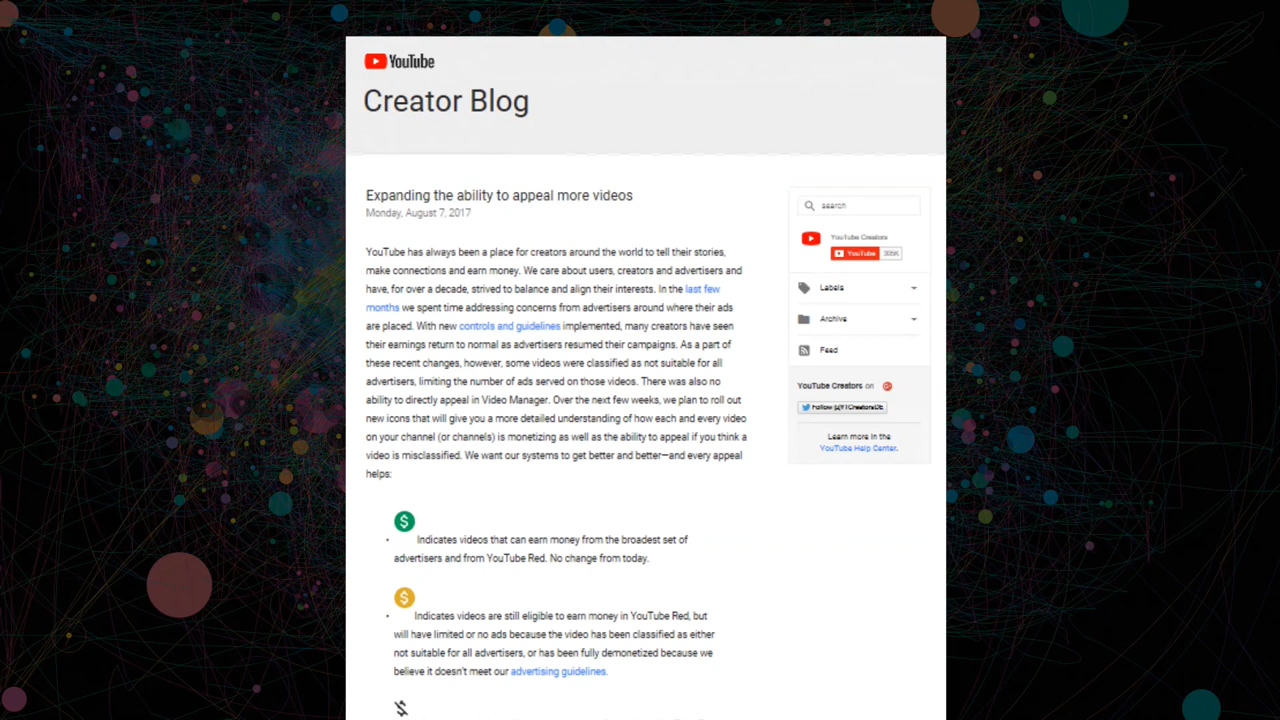 YouTube
Creator Blog
Expanding the ability to appeal more videos
Monday, August 7, 2017
YouTube has always been a place for creators around the world to tell their stories,
make connections and earn money. We care about users, creators and advertisers and
have, for over a decade, strived to balance and align their interests. In the last few
months we spent time addressing concerns from advertisers around where their ads
are placed. With new controls and guidelines implemented, many creators have seen
their earnings return to normal as advertisers resumed their campaigns. As a part of
these recent changes, however, some videos were classified as not suitable for all
advertisers, limiting the number of ads served on those videos. There was also no
ability to directly appeal in Video Manager. Over the next few weeks, we plan to roll out
new icons that will give you a more detailed understanding of how each and every video
on your channel (or channels) is monetizing as well as the ability to appeal if you think a
video is misclassified. We want our systems to get better and better—and every appeal
helps:
$
• Indicates videos that can earn money from the broadest set of
advertisers and from YouTube Red. No change from today.
$
• Indicates videos are still eligible to earn money in YouTube Red, but
will have limited or no ads because the video has been classified as either
not suitable for all advertisers, or has been fully demonetized because we
believe it doesn't meet our advertising guidelines.
$
search
YouTube Creators
YouTube
Labels
Archive
Feed
YouTube Creators on
Follow @YTCreatorsDE
Learn more in the
YouTube Help Center.